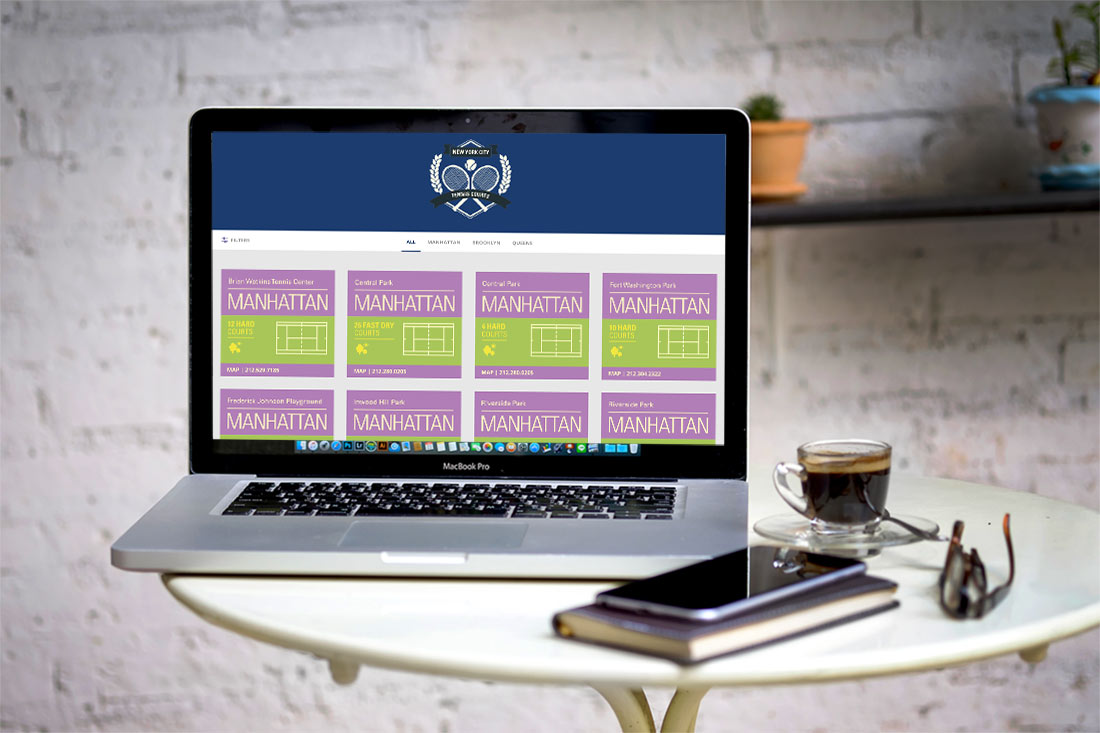 NEW YORK CITY
TENNIS COURTS
FILTERS
ALL MANHATTAN BROOKLYN QUEENS
Brian Watkins Tennis Center
MANHATTAN
12 HARD
COURTS
MAP | 212.529.7185
Central Park
MANHATTAN
26 FAST DRY
COURTS
MAP | 212.280.0205
Central Park
MANHATTAN
4 HARD
COURTS
MAP | 212.280.0205
Fort Washington Park
MANHATTAN
10 HARD
COURTS
MAP | 212.304.2322
Frederick Johnson Playground
MANHATTAN
Inwood Hill Park
MANHATTAN
Riverside Park
MANHATTAN
Riverside Park
MANHATTAN
MacBook Pro